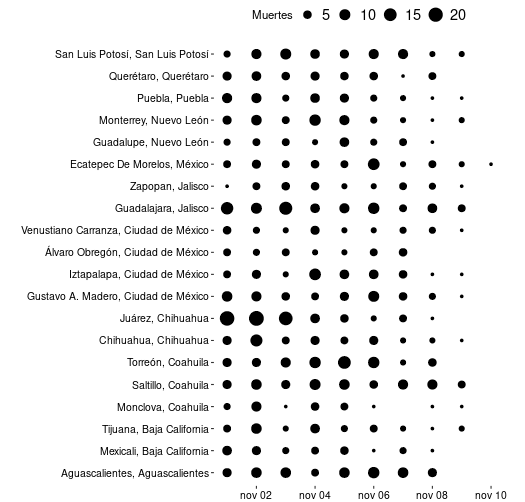 Muertes 5 10 15 20
San Luis Potosí, San Luis Potosí
Querétaro, Querétaro
Puebla, Puebla
Monterrey, Nuevo León
Guadalupe, Nuevo León
Ecatepec De Morelos, México
Zapopan, Jalisco
Guadalajara, Jalisco
Venustiano Carranza, Ciudad de México
Álvaro Obregón, Ciudad de México
Iztapalapa, Ciudad de México
Gustavo A. Madero, Ciudad de México
Juárez, Chihuahua
Chihuahua, Chihuahua
Torreón, Coahuila
Saltillo, Coahuila
Monclova, Coahuila
Tijuana, Baja California
Mexicali, Baja California
Aguascalientes, Aguascalientes
nov 02 nov 04 nov 06 nov 08 nov 10